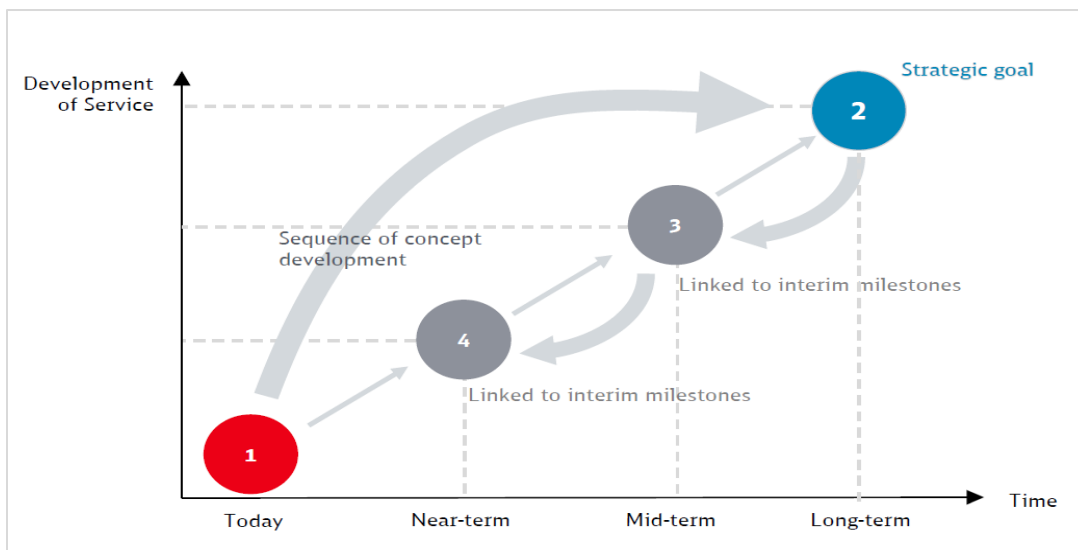 Strategic goal
Development
of Service
2
3
Sequence of concept
development
Linked to interim milestones
4
Linked to interim milestones
1
Time
Today
Near-term
Mid-term
Long-term